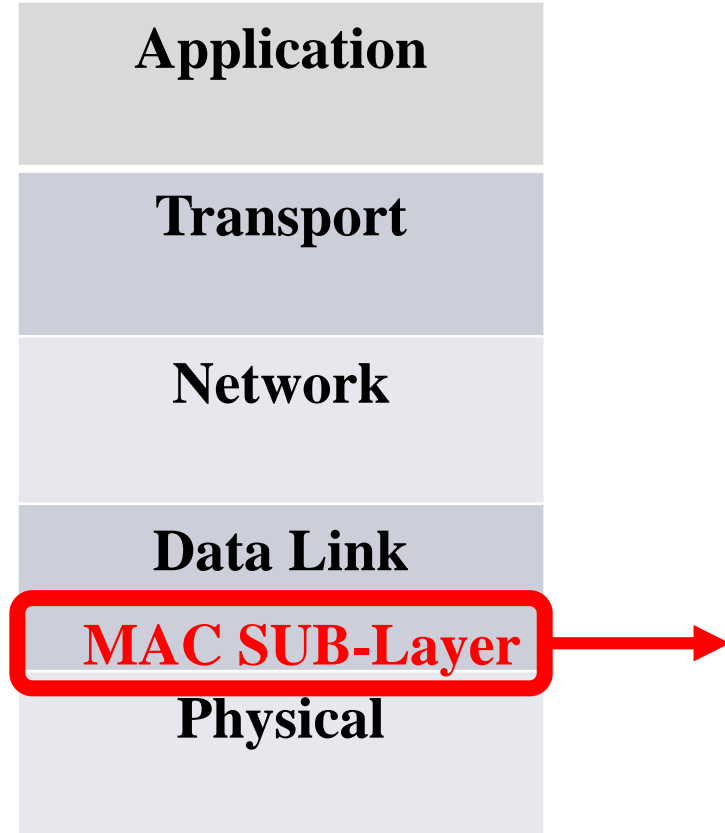 Application
Transport
Network
Data Link
MAC SUB-Layer
Physical